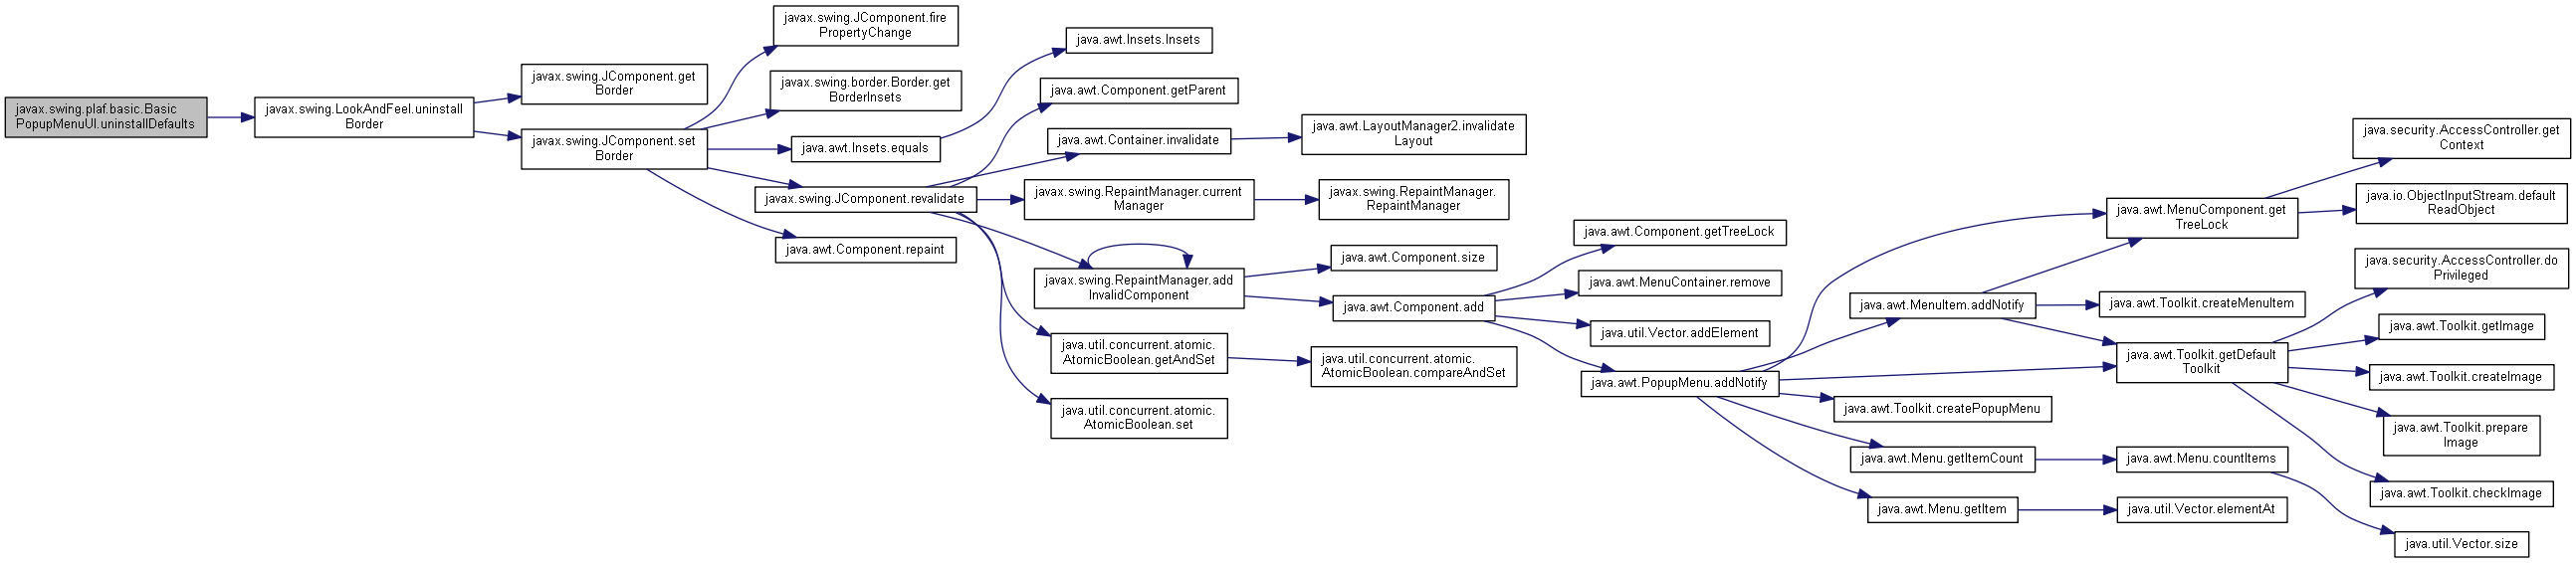 javax.swing.plaf.basic.Basic
PopupMenuUI.uninstallDefaults
javax.swing.LookAndFeel.uninstall
Border
javax.swing.JComponent.get
Border
javax.swing.JComponent.set
Border
javax.swing.JComponent.fire
PropertyChange
javax.swing.border.Border.get
BorderInsets
java.awt.Insets.equals
javax.swing.JComponent.revalidate
java.awt.Component.repaint
java.awt.Insets.Insets
java.awt.Component.getParent
java.awt.Container.invalidate
javax.swing.RepaintManager.current
Manager
javax.swing.RepaintManager.add
InvalidComponent
java.util.concurrent.atomic.
AtomicBoolean.getAndSet
java.util.concurrent.atomic.
AtomicBoolean.set
java.awt.LayoutManager2.invalidate
Layout
javax.swing.RepaintManager.
RepaintManager
java.awt.Component.size
java.awt.Component.add
java.util.concurrent.atomic.
AtomicBoolean.compareAndSet
java.awt.Component.getTreeLock
java.awt.MenuContainer.remove
java.util.Vector.addElement
java.awt.PopupMenu.addNotify
java.awt.MenuItem.addNotify
java.awt.Toolkit.createPopupMenu
java.awt.Menu.getItemCount
java.awt.Menu.getItem
java.awt.MenuComponent.get
TreeLock
java.awt.Toolkit.createMenuItem
java.awt.Toolkit.getDefault
Toolkit
java.awt.Menu.countItems
java.util.Vector.elementAt
java.security.AccessController.get
Context
java.io.ObjectInputStream.default
ReadObject
java.security.AccessController.do
Privileged
java.awt.Toolkit.getImage
java.awt.Toolkit.createImage
java.awt.Toolkit.prepare
Image
java.awt.Toolkit.checkImage
java.util.Vector.size